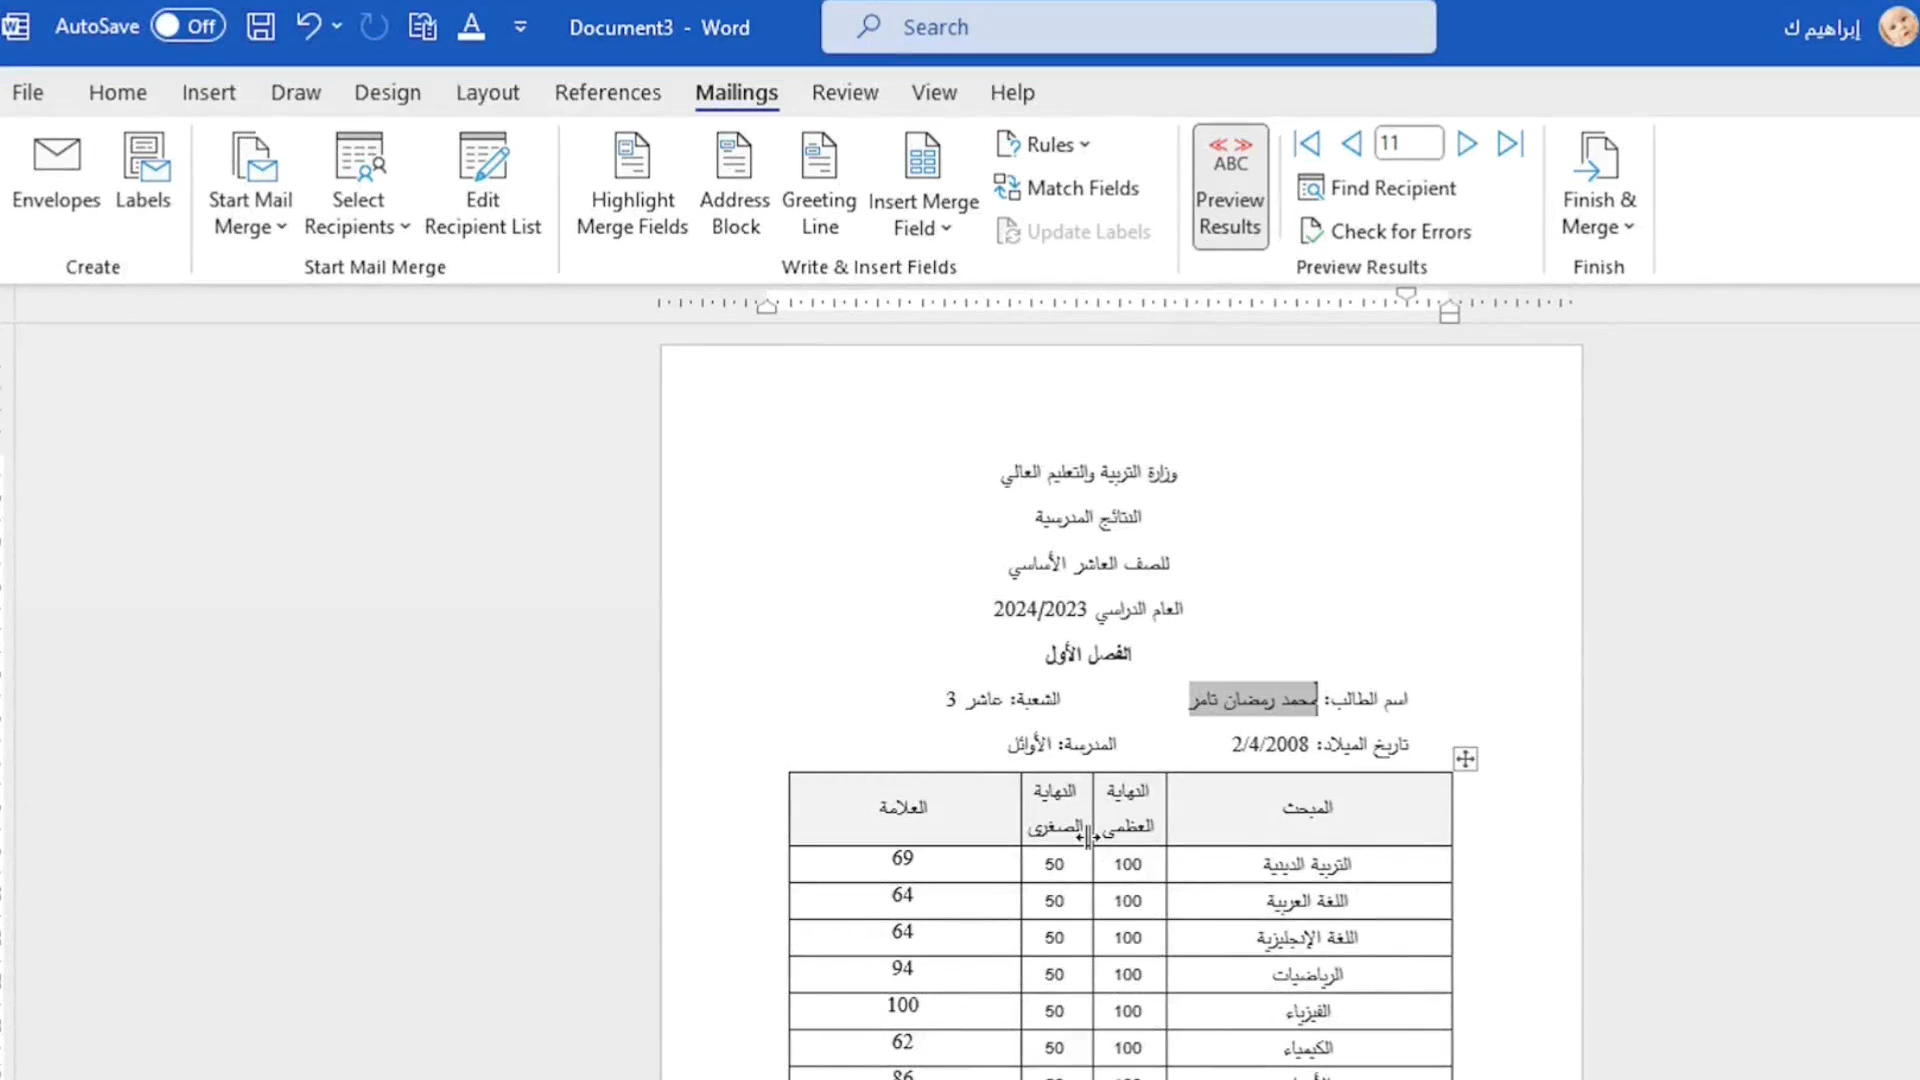 AutoSave Off Document3 - Word Search إبراهيم ك
File Home Insert Draw Design Layout References Mailings Review View Help
Envelopes
Labels
Create
Start Mail
Merge
Select
Recipients
Edit
Recipient List
Start Mail Merge
Highlight
Merge Fields
Address
Block
Greeting
Line
Insert Merge
Field
Rules
Match Fields
Update Labels
Write & Insert Fields
ABC
Preview
Results
11
Find Recipient
Check for Errors
Preview Results
Finish &
Merge
Finish
وزارة التربية والتعليم العالي
النتائج المدرسية
للصف العاشر الأساسي
العام الدراسي 2024/2023
الفصل الأول
اسم الطالب: محمد رمضان تامر الشعبة: عاشر 3
تاريخ الميلاد: 2/4/2008 المدرسة: الأوائل
المبحث النهاية العظمى النهاية الصغرى العلامة
التربية الدينية 100 50 69
اللغة العربية 100 50 64
اللغة الإنجليزية 100 50 64
الرياضيات 100 50 94
الفيزياء 100 50 100
الكيمياء 100 50 62
86